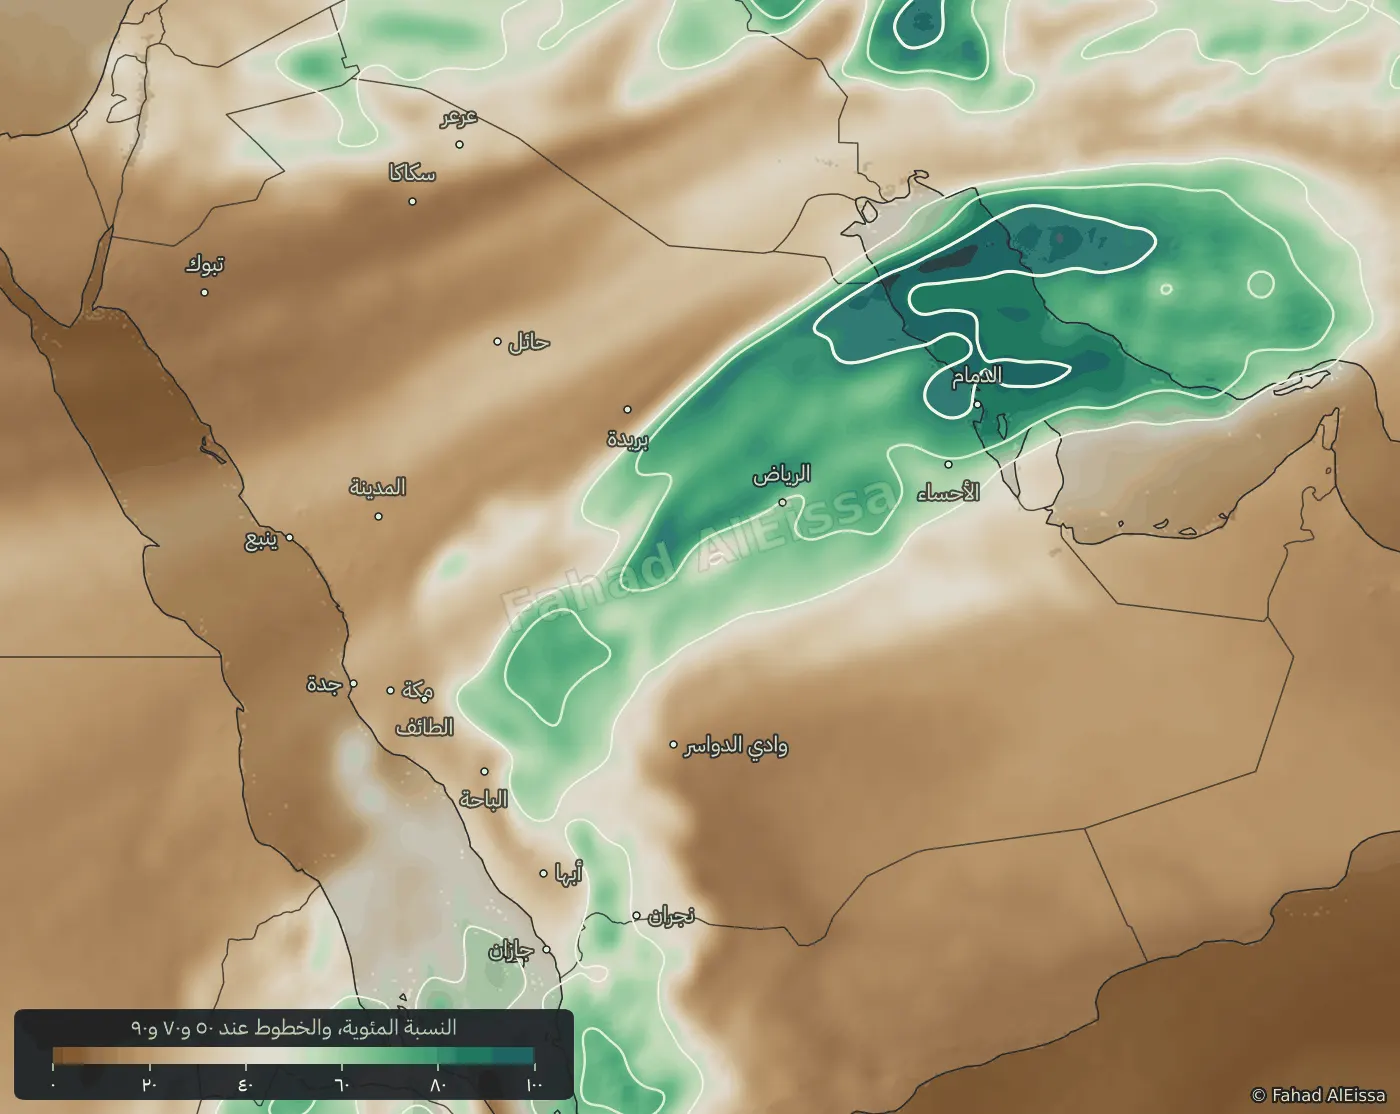 عرعر
سكاكا
تبوك
حائل
الدمام
بريدة
الرياض
الأحساء
المدينة
ينبع
Fahad AlEissa
جدة
مكة
الطائف
وادي الدواسر
الباحة
أبها
نجران
جازان
النسبة المئوية، والخطوط عند ٥٠ و٧٠ و٩٠
٠ ٢٠ ٤٠ ٦٠ ٨٠ ١٠٠
© Fahad AlEissa